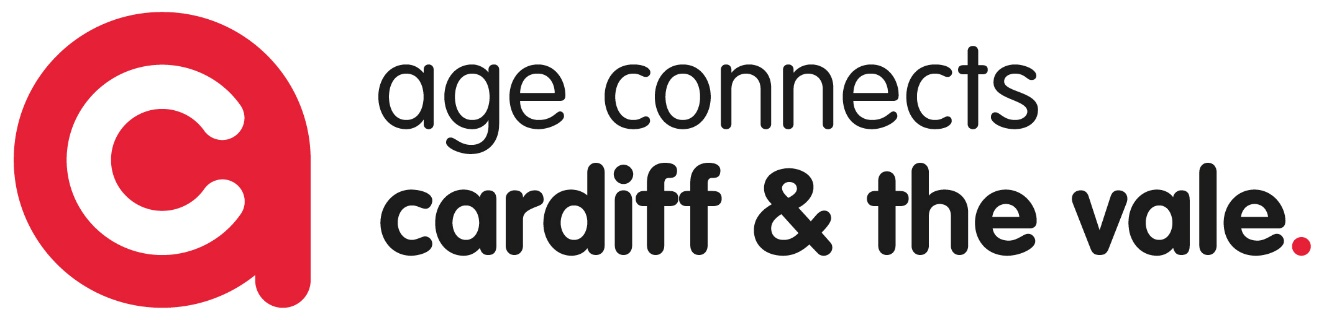 age connects
cardiff & the vale.